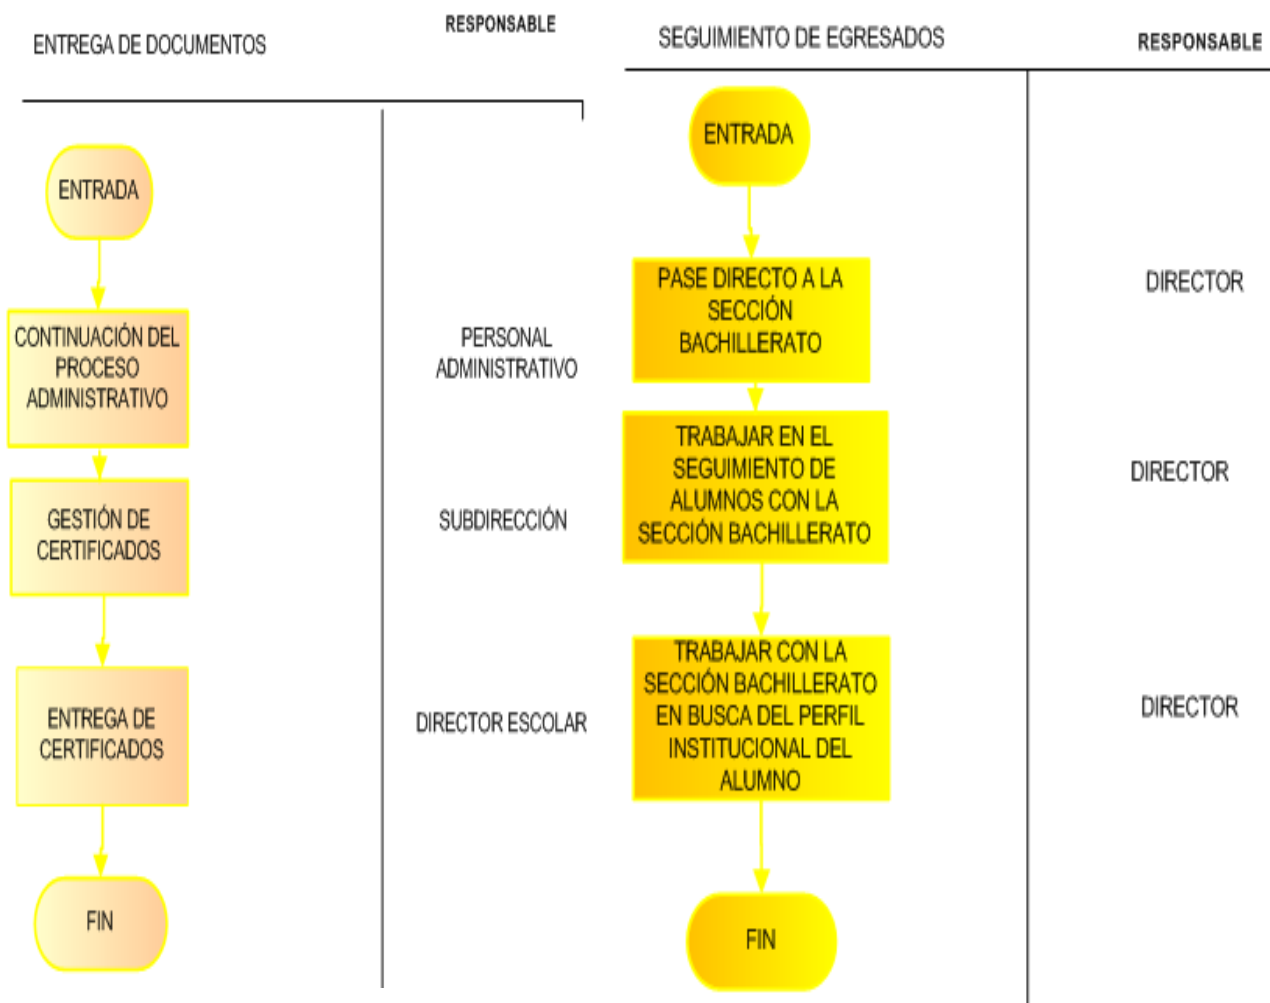 ENTREGA DE DOCUMENTOS
RESPONSABLE
ENTRADA
CONTINUACIÓN DEL
PROCESO
ADMINISTRATIVO
PERSONAL
ADMINISTRATIVO
GESTIÓN DE
CERTIFICADOS
SUBDIRECCIÓN
ENTREGA DE
CERTIFICADOS
DIRECTOR ESCOLAR
FIN
SEGUIMIENTO DE EGRESADOS
RESPONSABLE
ENTRADA
PASE DIRECTO A LA
SECCIÓN
BACHILLERATO
DIRECTOR
TRABAJAR EN EL
SEGUIMIENTO DE
ALUMNOS CON LA
SECCIÓN BACHILLERATO
DIRECTOR
TRABAJAR CON LA
SECCIÓN BACHILLERATO
EN BUSCA DEL PERFIL
INSTITUCIONAL DEL
ALUMNO
DIRECTOR
FIN